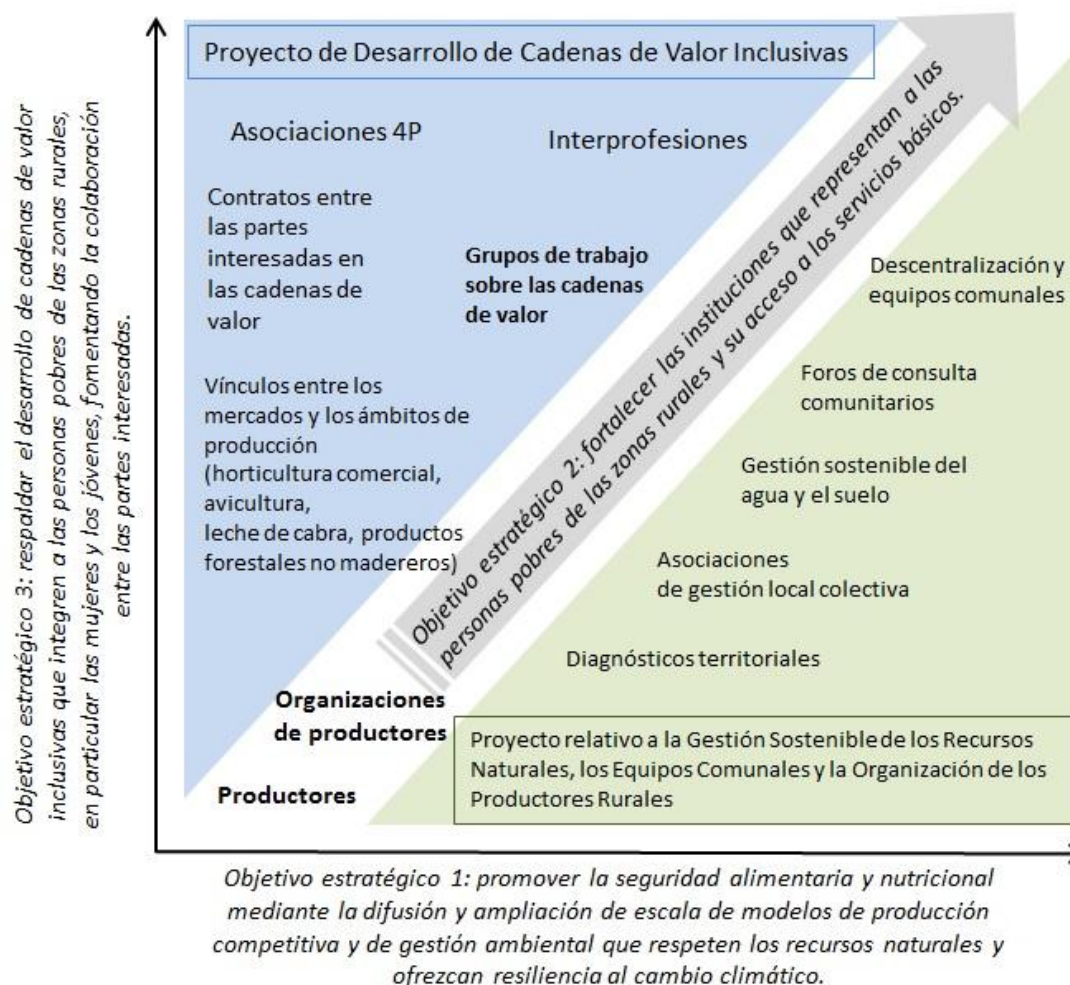 Proyecto de Desarrollo de Cadenas de Valor Inclusivas
Asociaciones 4P
Interprofesiones
Contratos entre
las partes
interesadas en
las cadenas de
valor
Grupos de trabajo
sobre las cadenas
de valor
Vínculos entre los
mercados y los ámbitos de
producción
(horticultura comercial,
avicultura,
leche de cabra, productos
forestales no madereros)
Objetivo estratégico 2: fortalecer las instituciones que representan a las
personas pobres de las zonas rurales y su acceso a los servicios básicos.
Descentralización y
equipos comunales
Foros de consulta
comunitarios
Gestión sostenible del
agua y el suelo
Asociaciones
de gestión local colectiva
Diagnósticos territoriales
Organizaciones
de productores
Productores
Proyecto relativo a la Gestión Sostenible de los Recursos
Naturales, los Equipos Comunales y la Organización de los
Productores Rurales
Objetivo estratégico 3: respaldar el desarrollo de cadenas de valor
inclusivas que integren a las personas pobres de las zonas rurales,
en particular las mujeres y los jóvenes, fomentando la colaboración
entre las partes interesadas.
Objetivo estratégico 1: promover la seguridad alimentaria y nutricional
mediante la difusión y ampliación de escala de modelos de producción
competitiva y de gestión ambiental que respeten los recursos naturales y
ofrezcan resiliencia al cambio climático.